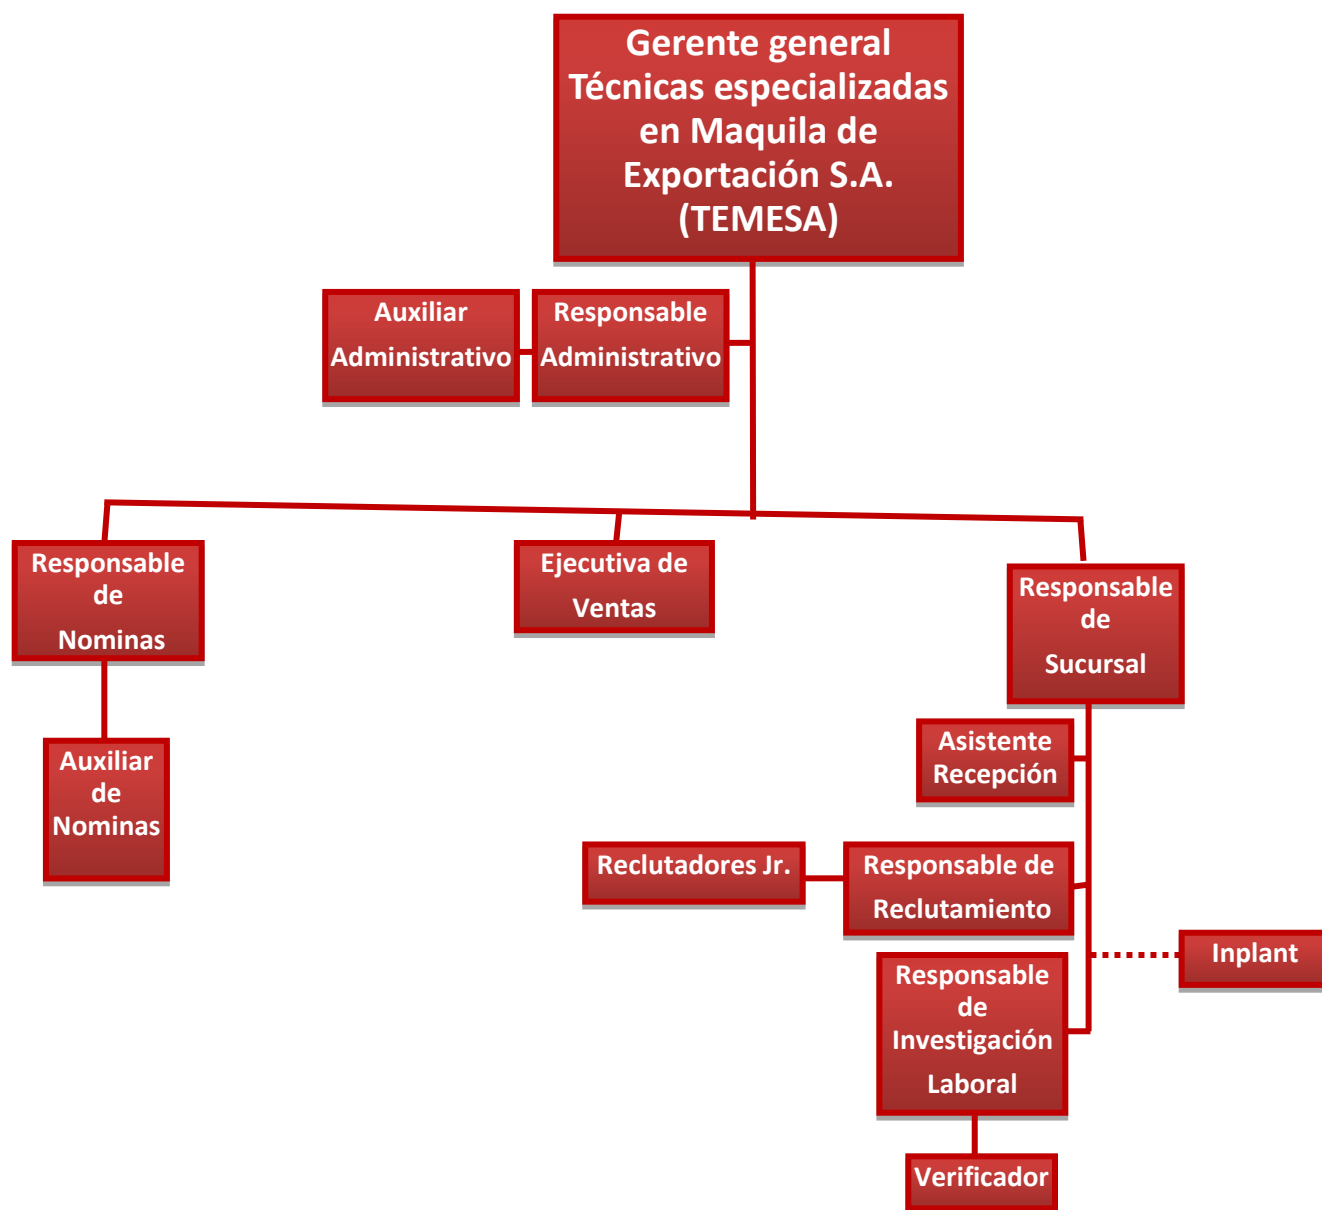 Gerente general
Técnicas especializadas
en Maquila de
Exportación S.A.
(TEMESA)
Auxiliar
Administrativo
Responsable
Administrativo
Responsable
de
Nominas
Ejecutiva de
Ventas
Responsable
de
Sucursal
Auxiliar
de
Nominas
Asistente
Recepción
Reclutadores Jr.
Responsable de
Reclutamiento
Inplant
Responsable
de
Investigación
Laboral
Verificador